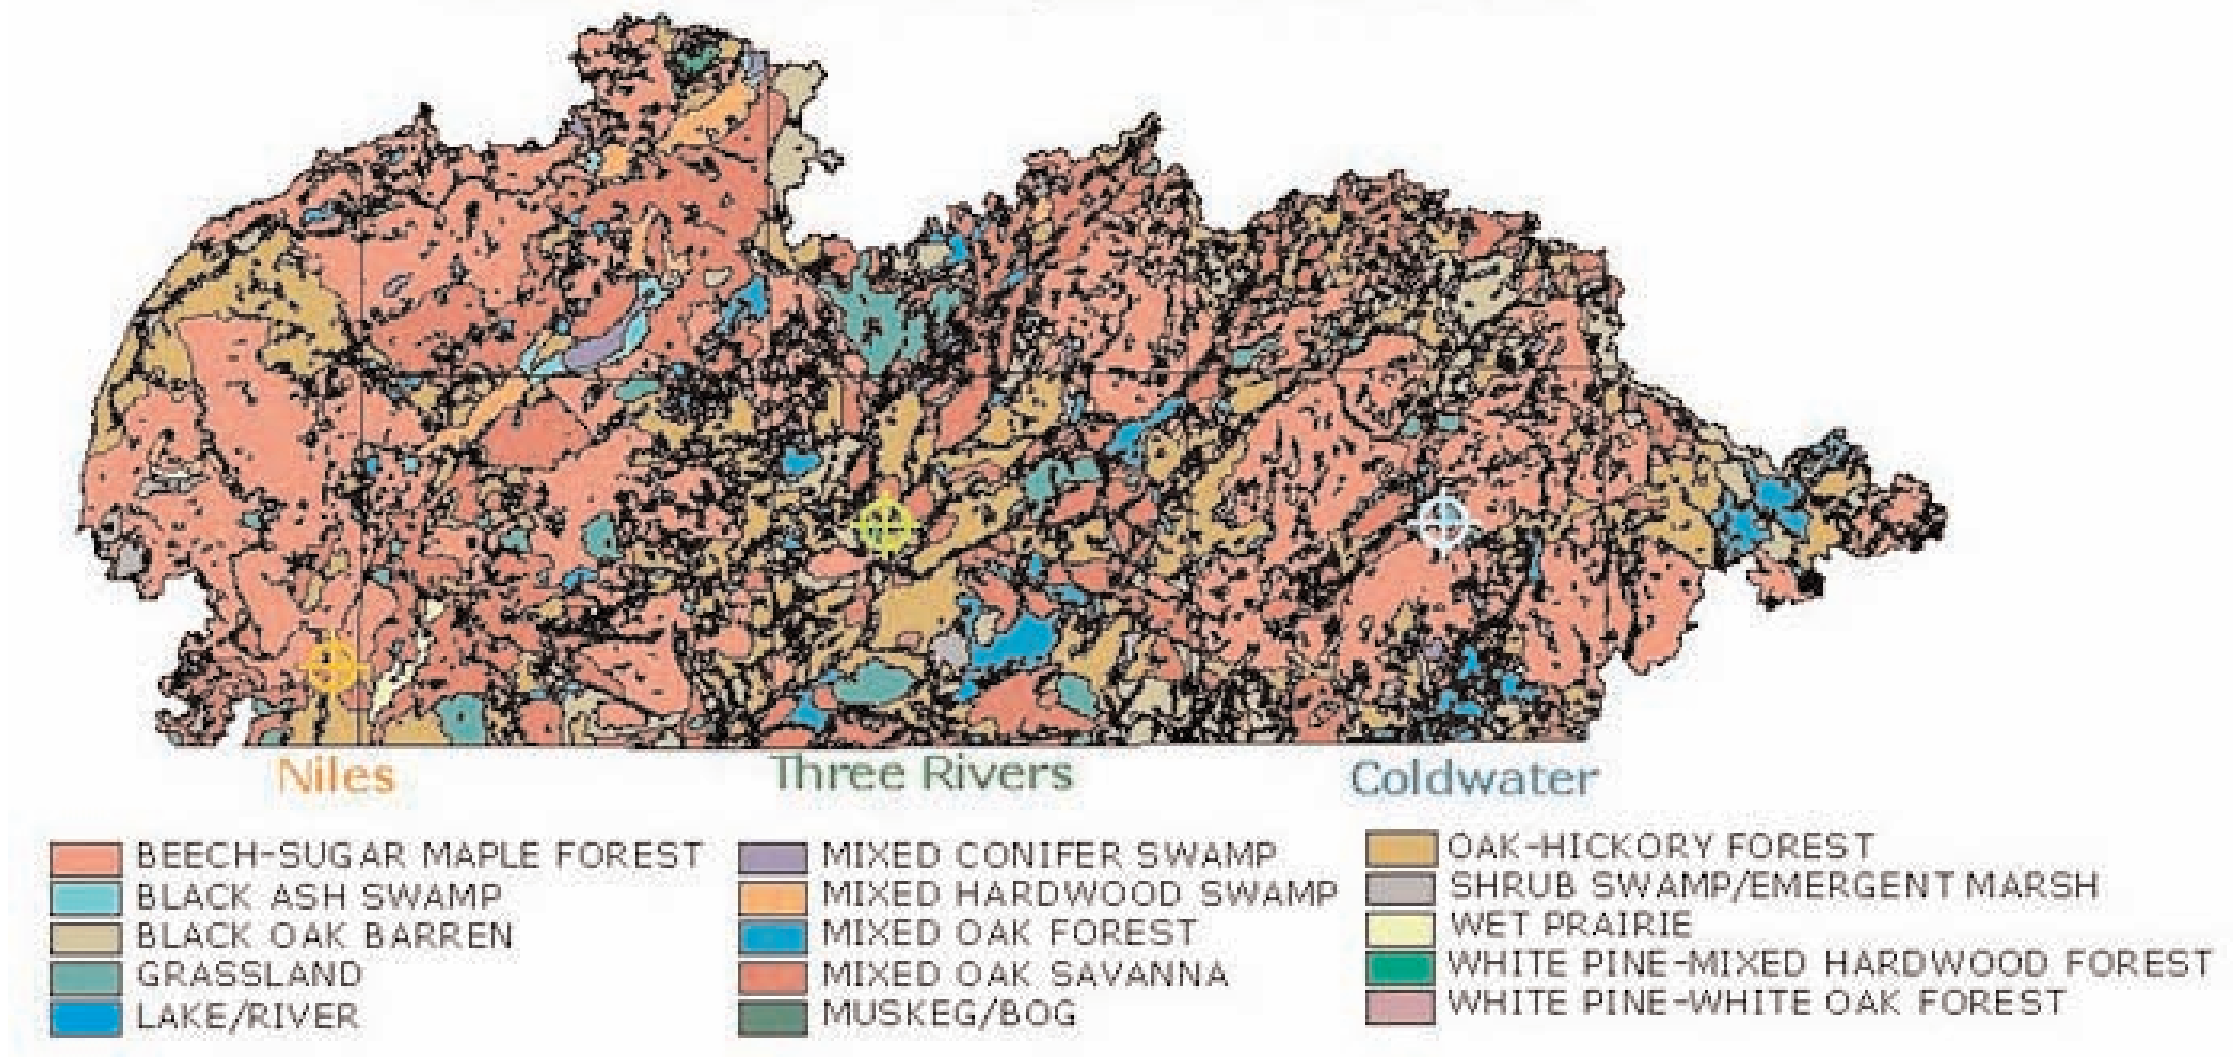 Niles
Three Rivers
Coldwater
BEECH-SUGAR MAPLE FOREST
BLACK ASH SWAMP
BLACK OAK BARREN
GRASSLAND
LAKE/RIVER
MIXED CONIFER SWAMP
MIXED HARDWOOD SWAMP
MIXED OAK FOREST
MIXED OAK SAVANNA
MUSKEG/BOG
OAK-HICKORY FOREST
SHRUB SWAMP/EMERGENT MARSH
WET PRAIRIE
WHITE PINE-MIXED HARDWOOD FOREST
WHITE PINE-WHITE OAK FOREST